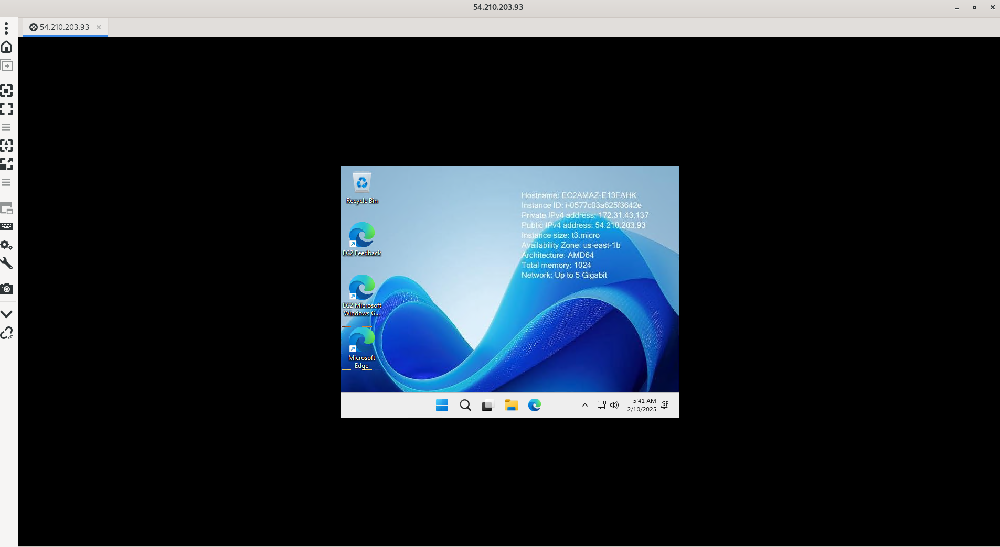 54.210.203.93
54.210.203.93
Recycle Bin
EC2 Feedback
EC2 Microsoft
Windows G...
Microsoft
Edge
Hostname: EC2AMAZ-E13FAHK
Instance ID: i-0577c03a625f3642e
Private IPv4 address: 172.31.43.137
Public IPv4 address: 54.210.203.93
Instance size: t3.micro
Availability Zone: us-east-1b
Architecture: AMD64
Total memory: 1024
Network: Up to 5 Gigabit
5:41 AM
2/10/2025